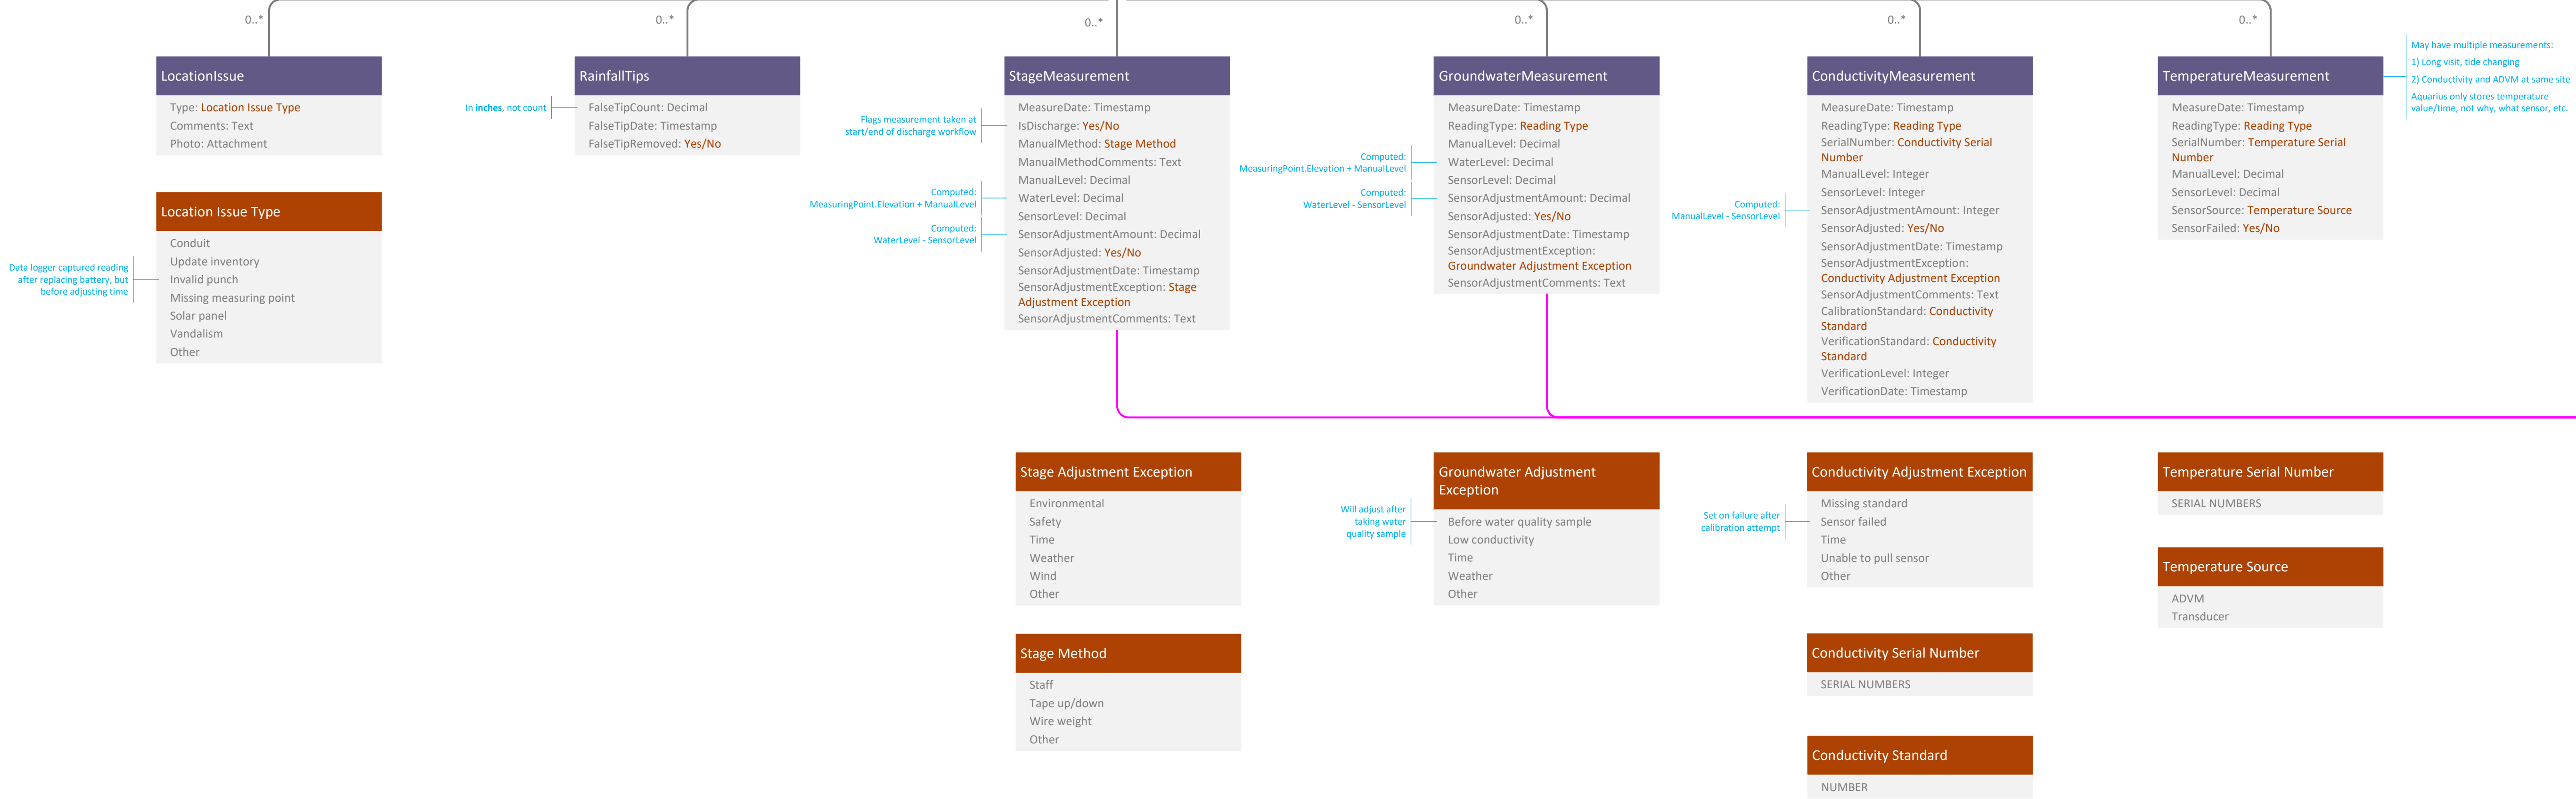 0..*
0..*
0..*
0..*
0..*
0..*
LocationIssue
Type: Location Issue Type
Comments: Text
Photo: Attachment
Location Issue Type
Conduit
Update inventory
Invalid punch
Missing measuring point
Solar panel
Vandalism
Other
Data logger captured reading
after replacing battery, but
before adjusting time
RainfallTips
In inches, not count
FalseTipCount: Decimal
FalseTipDate: Timestamp
FalseTipRemoved: Yes/No
StageMeasurement
MeasureDate: Timestamp
IsDischarge: Yes/No
ManualMethod: Stage Method
ManualMethodComments: Text
ManualLevel: Decimal
WaterLevel: Decimal
SensorLevel: Decimal
SensorAdjustmentAmount: Decimal
SensorAdjusted: Yes/No
SensorAdjustmentDate: Timestamp
SensorAdjustmentException: Stage
Adjustment Exception
SensorAdjustmentComments: Text
Flags measurement taken at
start/end of discharge workflow
Computed:
MeasuringPoint.Elevation + ManualLevel
Computed:
WaterLevel - SensorLevel
GroundwaterMeasurement
MeasureDate: Timestamp
ReadingType: Reading Type
ManualLevel: Decimal
WaterLevel: Decimal
SensorLevel: Decimal
SensorAdjustmentAmount: Decimal
SensorAdjusted: Yes/No
SensorAdjustmentDate: Timestamp
SensorAdjustmentException:
Groundwater Adjustment Exception
SensorAdjustmentComments: Text
Computed:
MeasuringPoint.Elevation + ManualLevel
Computed:
WaterLevel - SensorLevel
ConductivityMeasurement
MeasureDate: Timestamp
ReadingType: Reading Type
SerialNumber: Conductivity Serial
Number
ManualLevel: Integer
SensorLevel: Integer
SensorAdjustmentAmount: Integer
SensorAdjusted: Yes/No
SensorAdjustmentDate: Timestamp
SensorAdjustmentException:
Conductivity Adjustment Exception
SensorAdjustmentComments: Text
CalibrationStandard: Conductivity
Standard
VerificationStandard: Conductivity
Standard
VerificationLevel: Integer
VerificationDate: Timestamp
Computed:
ManualLevel - SensorLevel
TemperatureMeasurement
MeasureDate: Timestamp
ReadingType: Reading Type
SerialNumber: Temperature Serial
Number
ManualLevel: Decimal
SensorLevel: Decimal
SensorSource: Temperature Source
SensorFailed: Yes/No
May have multiple measurements:
1) Long visit, tide changing
2) Conductivity and ADVM at same site
Aquarius only stores temperature
value/time, not why, what sensor, etc.
Stage Adjustment Exception
Environmental
Safety
Time
Weather
Wind
Other
Stage Method
Staff
Tape up/down
Wire weight
Other
Groundwater Adjustment
Exception
Before water quality sample
Low conductivity
Time
Weather
Other
Will adjust after
taking water
quality sample
Conductivity Adjustment Exception
Missing standard
Sensor failed
Time
Unable to pull sensor
Other
Set on failure after
calibration attempt
Conductivity Serial Number
SERIAL NUMBERS
Conductivity Standard
NUMBER
Temperature Serial Number
SERIAL NUMBERS
Temperature Source
ADVM
Transducer